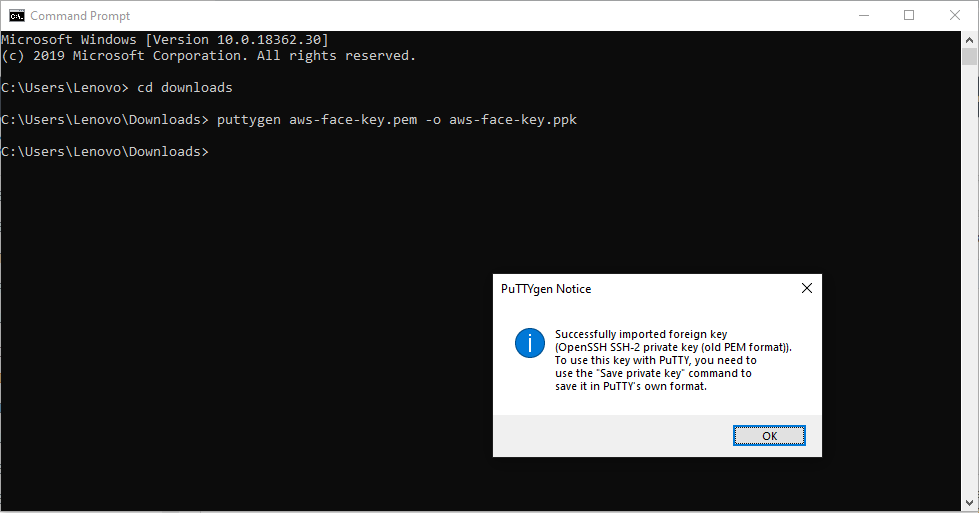 Command Prompt
Microsoft Windows [Version 10.0.18362.30]
(c) 2019 Microsoft Corporation. All rights reserved.
C:\Users\Lenovo> cd downloads
C:\Users\Lenovo\Downloads> puttygen aws-face-key.pem -o aws-face-key.ppk
C:\Users\Lenovo\Downloads>
PuTTYgen Notice
Successfully imported foreign key
(OpenSSH SSH-2 private key (old PEM format)).
To use this key with PuTTY, you need to
use the "Save private key" command to
save it in PuTTY's own format.
OK